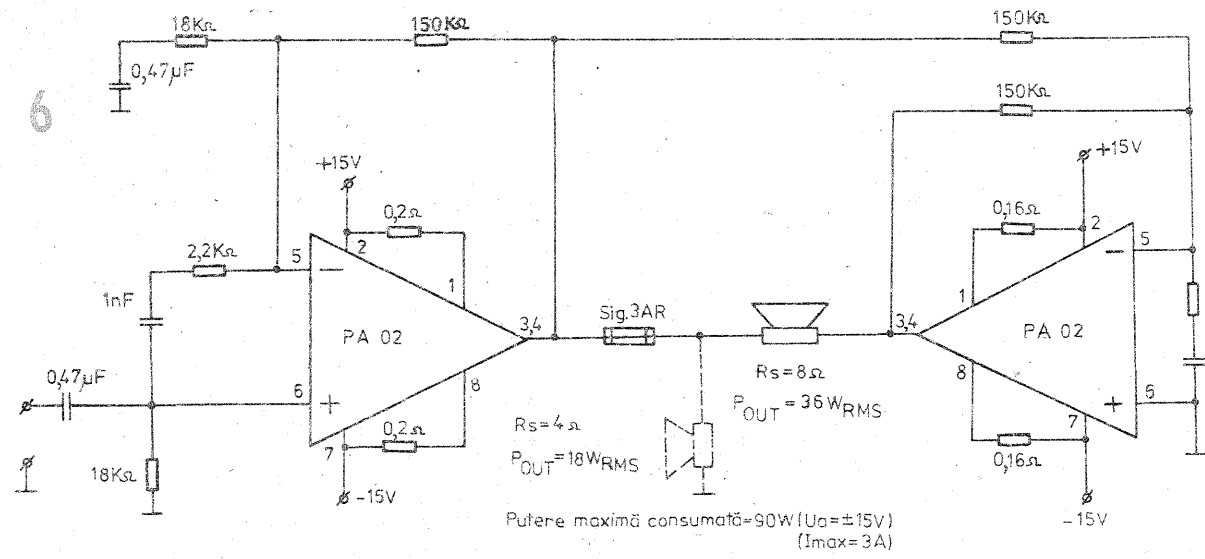 18KΩ
150KΩ
150KΩ
0,47µF
150KΩ
6
+15V
+15V
0,2Ω
0,16Ω
2
2
2,2KΩ
5
5
1
1
1nF
Sig.3AR
PA 02
3,4
3,4
PA 02
Rs=8Ω
0,47µF
8
8
6
POUT = 36WRMS
6
0,2Ω
Rs=4Ω
7
7
18KΩ
POUT=18WRMS
0,16Ω
-15V
-15V
Putere maximă consumată=90W(Ua=±15V)
(Imax=3A)